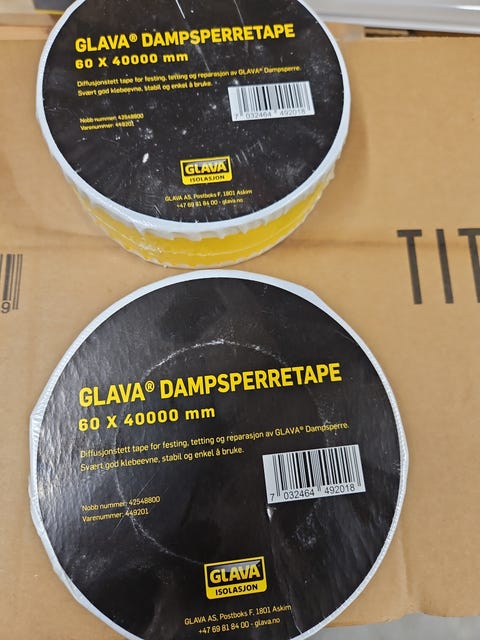 GLAVA® DAMPSPERRETAPE
60 X 40000 mm
Diffusjonstett tape for festing, tetting og reparasjon av GLAVA® Dampsperre.
Svært god klebeevne, stabil og enkel å bruke.
7 032464 492018
Nobb nummer: 42548800
Varenummer: 449201
GLAVA
ISOLASJON
GLAVA AS, Postboks F, 1801 Askim
+47 69 81 84 00 - glava.no
TIT
9
GLAVA® DAMPSPERRETAPE
60 X 40000 mm
Diffusjonstett tape for festing, tetting og reparasjon av GLAVA® Dampsperre.
Svært god klebeevne, stabil og enkel å bruke.
7 032464 492018
Nobb nummer: 42548800
Varenummer: 449201
GLAVA
ISOLASJON
GLAVA AS, Postboks F, 1801 Askim
+47 69 81 84 00 - glava.no